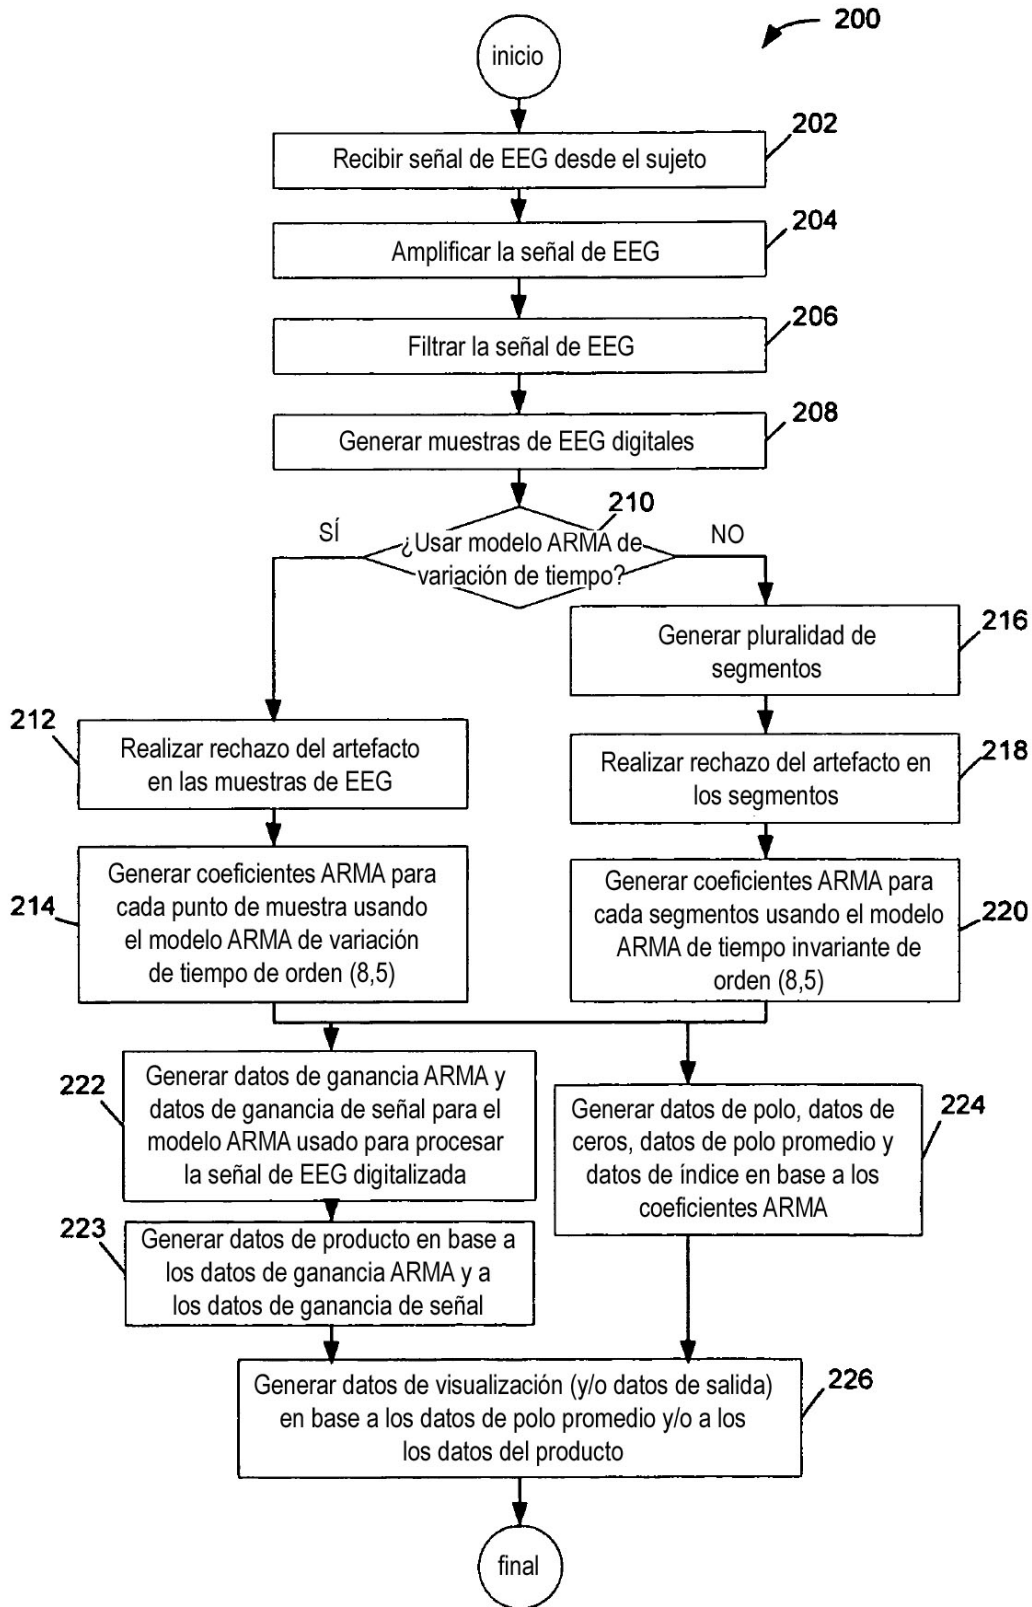 200
inicio
202
Recibir señal de EEG desde el sujeto
204
Amplificar la señal de EEG
206
Filtrar la señal de EEG
208
Generar muestras de EEG digitales
210
SÍ
¿Usar modelo ARMA de
variación de tiempo?
NO
216
Generar pluralidad de
segmentos
212
Realizar rechazo del artefacto
en las muestras de EEG
218
Realizar rechazo del artefacto en
los segmentos
214
Generar coeficientes ARMA para
cada punto de muestra usando
el modelo ARMA de variación
de tiempo de orden (8,5)
220
Generar coeficientes ARMA para
cada segmentos usando el modelo
ARMA de tiempo invariante de
orden (8,5)
222
Generar datos de ganancia ARMA y
datos de ganancia de señal para el
modelo ARMA usado para procesar
la señal de EEG digitalizada
224
Generar datos de polo, datos de
ceros, datos de polo promedio y
datos de índice en base a los
coeficientes ARMA
223
Generar datos de producto en base a
los datos de ganancia ARMA y a
los datos de ganancia de señal
226
Generar datos de visualización (y/o datos de salida)
en base a los datos de polo promedio y/o a los
los datos del producto
final